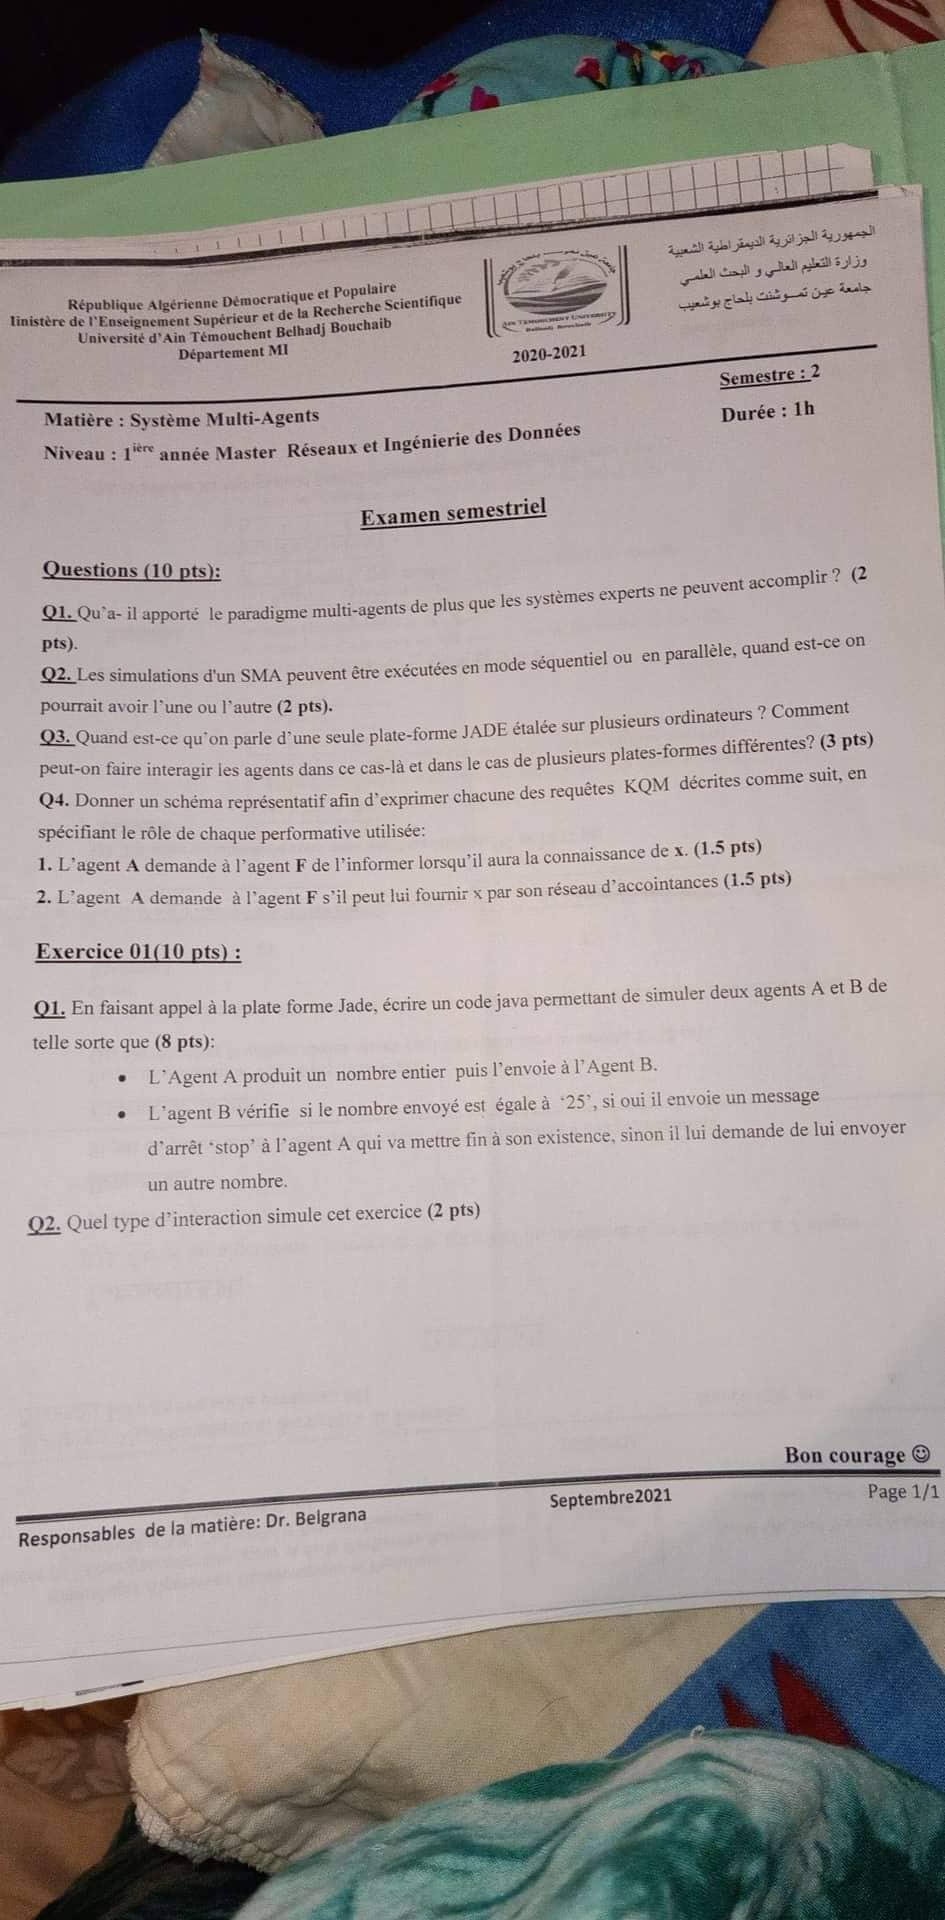 République Algérienne Démocratique et Populaire
Iinistère de l'Enseignement Supérieur et de la Recherche Scientifique
Université d'Ain Témouchent Belhadj Bouchaib
Département MI
AIN TEMOUCHENT UNIVERSITY
Belhadj Bouchaib
2020-2021
الجمهورية الجزائرية الديمقراطية الشعبية
وزارة التعليم العالي و البحث العلمي
جامعة عين تموشنت بلحاج بوشعيب
Semestre : 2
Matière : Système Multi-Agents
Durée : 1h
Niveau : 1ière année Master Réseaux et Ingénierie des Données
Examen semestriel
Questions (10 pts):
Q1. Qu'a- il apporté le paradigme multi-agents de plus que les systèmes experts ne peuvent accomplir ? (2
pts).
Q2. Les simulations d'un SMA peuvent être exécutées en mode séquentiel ou en parallèle, quand est-ce on
pourrait avoir l'une ou l'autre (2 pts).
Q3. Quand est-ce qu'on parle d'une seule plate-forme JADE étalée sur plusieurs ordinateurs ? Comment
peut-on faire interagir les agents dans ce cas-là et dans le cas de plusieurs plates-formes différentes? (3 pts)
Q4. Donner un schéma représentatif afin d'exprimer chacune des requêtes KQM décrites comme suit, en
spécifiant le rôle de chaque performative utilisée:
1. L'agent A demande à l'agent F de l'informer lorsqu'il aura la connaissance de x. (1.5 pts)
2. L'agent A demande à l'agent F s'il peut lui fournir x par son réseau d'accointances (1.5 pts)
Exercice 01(10 pts) :
Q1. En faisant appel à la plate forme Jade, écrire un code java permettant de simuler deux agents A et B de
telle sorte que (8 pts):
• L'Agent A produit un nombre entier puis l'envoie à l'Agent B.
• L'agent B vérifie si le nombre envoyé est égale à '25', si oui il envoie un message
d'arrêt 'stop' à l'agent A qui va mettre fin à son existence, sinon il lui demande de lui envoyer
un autre nombre.
Q2. Quel type d'interaction simule cet exercice (2 pts)
Bon courage ☺
Responsables de la matière: Dr. Belgrana
Septembre2021
Page 1/1